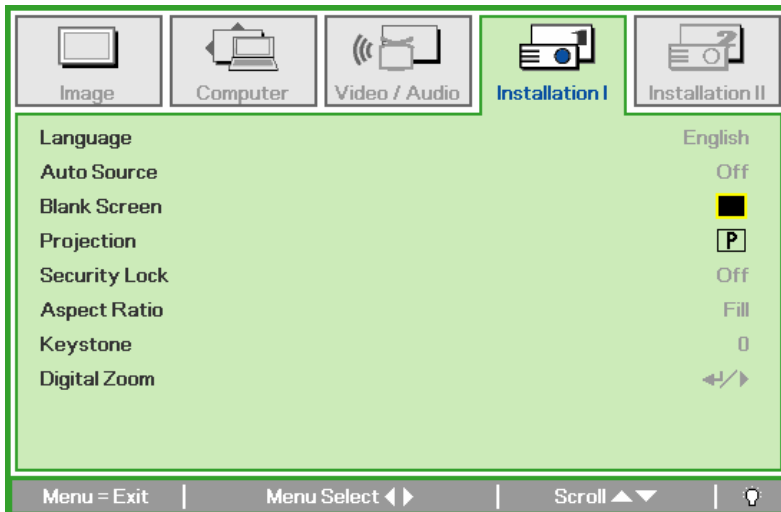 Image Computer Video / Audio Installation I Installation II
Language English
Auto Source Off
Blank Screen
Projection P
Security Lock Off
Aspect Ratio Fill
Keystone 0
Digital Zoom
Menu = Exit Menu Select Scroll